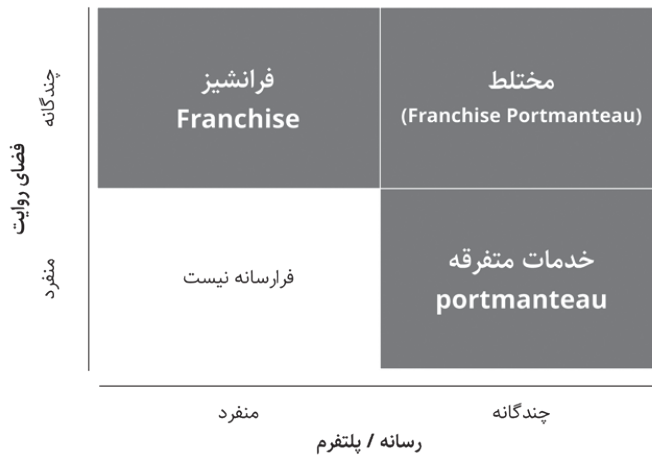 چندگانه
فضای روایت
منفرد
مختلط
(Franchise Portmanteau)
فرانشیز
Franchise
خدمات متفرقه
portmanteau
فرارسانه نیست
چندگانه
منفرد
رسانه / پلتفرم